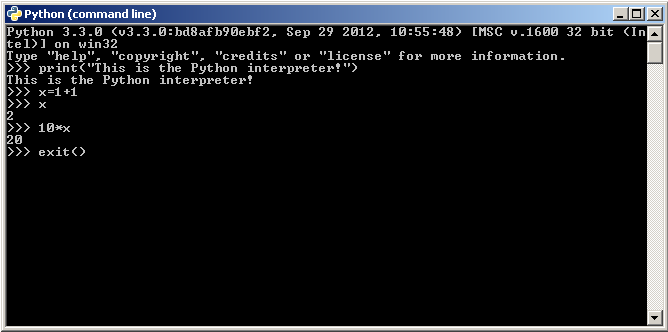 Python (command line)
Python 3.3.0 (v3.3.0:bd8afb90ebf2, Sep 29 2012, 10:55:48) [MSC v.1600 32 bit (In
tel)] on win32
Type "help", "copyright", "credits" or "license" for more information.
>>> print("This is the Python interpreter!")
This is the Python interpreter!
>>> x=1+1
>>> x
2
>>> 10*x
20
>>> exit()